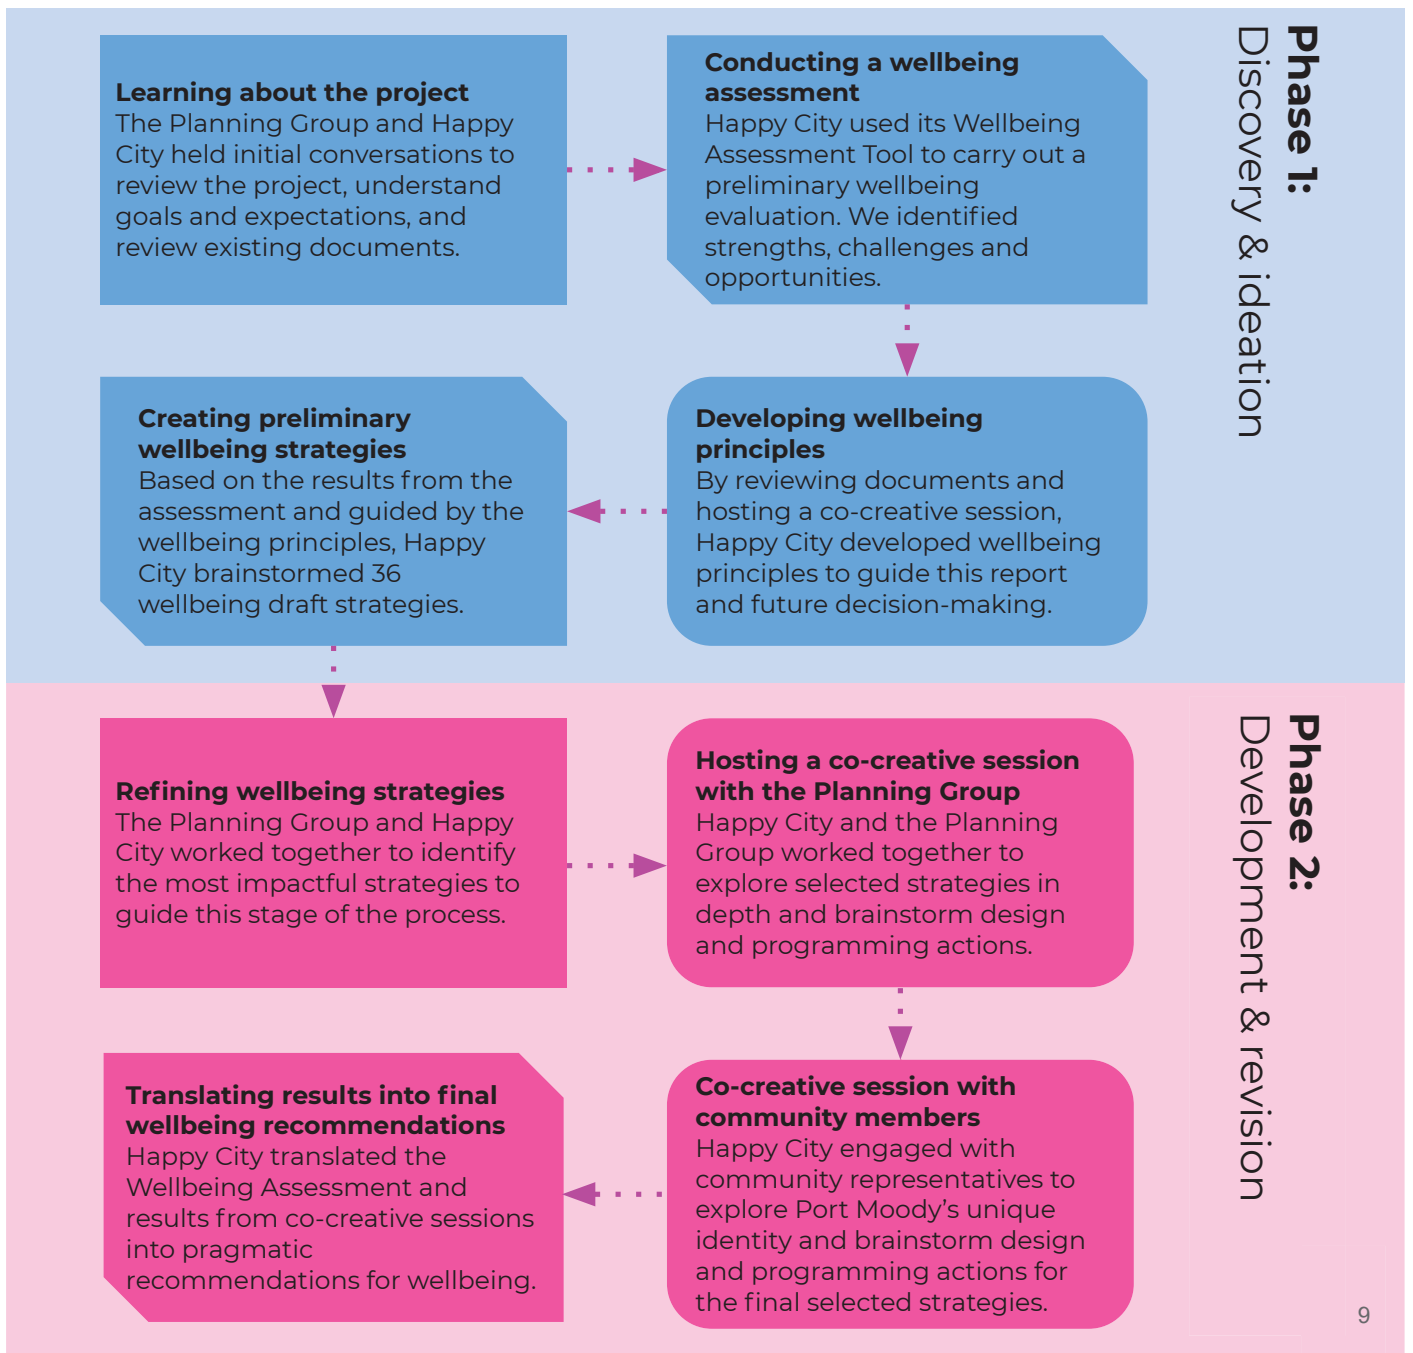 Phase 1:
Discovery & ideation
Learning about the project
The Planning Group and Happy
City held initial conversations to
review the project, understand
goals and expectations, and
review existing documents.
Conducting a wellbeing
assessment
Happy City used its Wellbeing
Assessment Tool to carry out a
preliminary wellbeing
evaluation. We identified
strengths, challenges and
opportunities.
Developing wellbeing
principles
By reviewing documents and
hosting a co-creative session,
Happy City developed wellbeing
principles to guide this report
and future decision-making.
Creating preliminary
wellbeing strategies
Based on the results from the
assessment and guided by the
wellbeing principles, Happy
City brainstormed 36
wellbeing draft strategies.
Phase 2:
Development & revision
Refining wellbeing strategies
The Planning Group and Happy
City worked together to identify
the most impactful strategies to
guide this stage of the process.
Hosting a co-creative session
with the Planning Group
Happy City and the Planning
Group worked together to
explore selected strategies in
depth and brainstorm design
and programming actions.
Co-creative session with
community members
Happy City engaged with
community representatives to
explore Port Moody’s unique
identity and brainstorm design
and programming actions for
the final selected strategies.
Translating results into final
wellbeing recommendations
Happy City translated the
Wellbeing Assessment and
results from co-creative sessions
into pragmatic
recommendations for wellbeing.
9